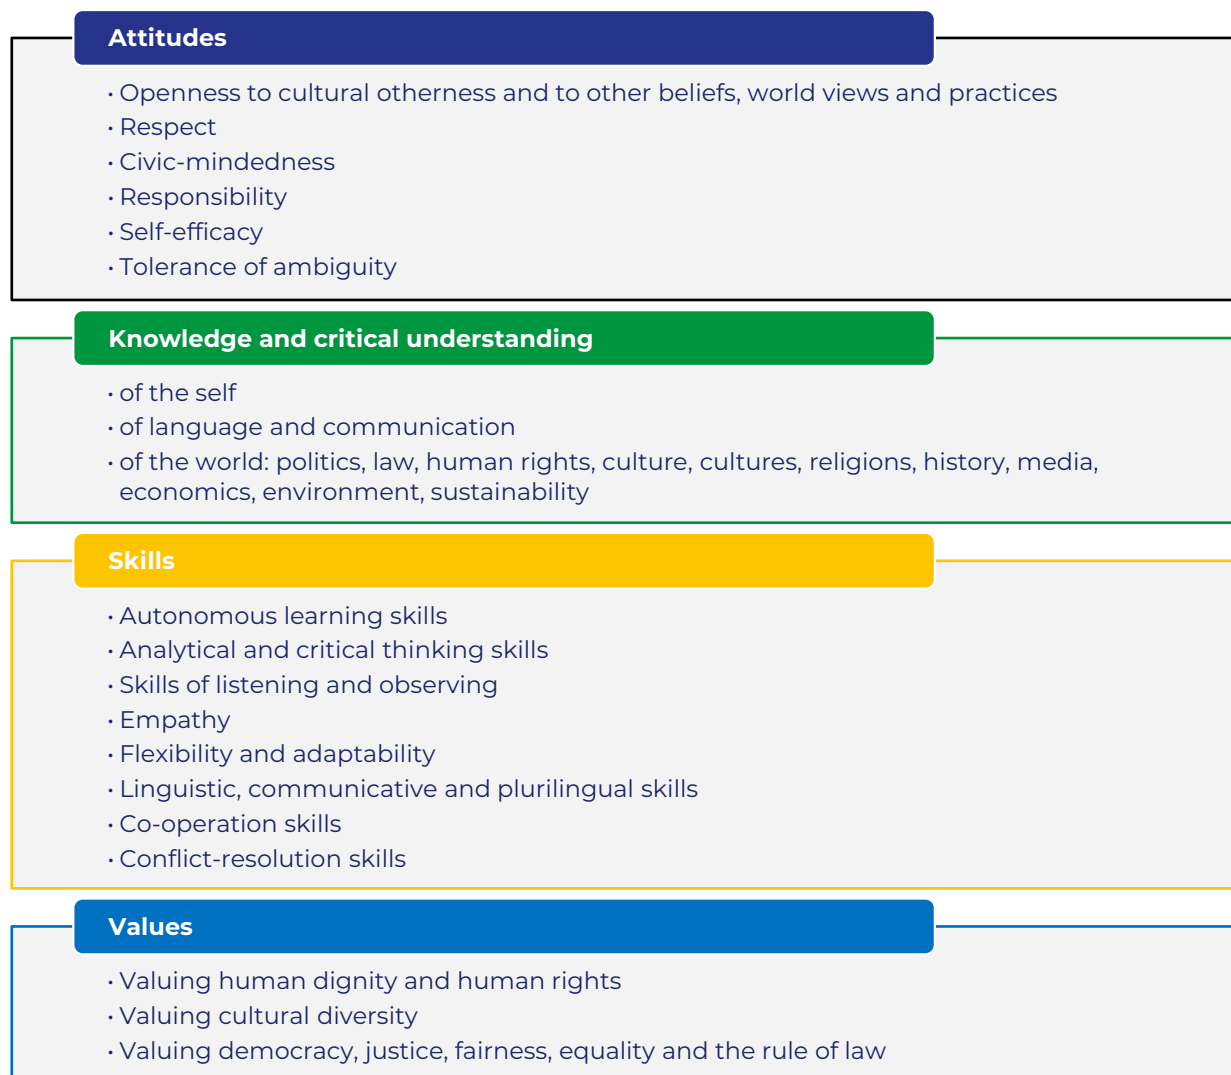 Attitudes
· Openness to cultural otherness and to other beliefs, world views and practices
· Respect
· Civic-mindedness
· Responsibility
· Self-efficacy
· Tolerance of ambiguity
Knowledge and critical understanding
· of the self
· of language and communication
· of the world: politics, law, human rights, culture, cultures, religions, history, media,
economics, environment, sustainability
Skills
· Autonomous learning skills
· Analytical and critical thinking skills
· Skills of listening and observing
· Empathy
· Flexibility and adaptability
· Linguistic, communicative and plurilingual skills
· Co-operation skills
· Conflict-resolution skills
Values
· Valuing human dignity and human rights
· Valuing cultural diversity
· Valuing democracy, justice, fairness, equality and the rule of law